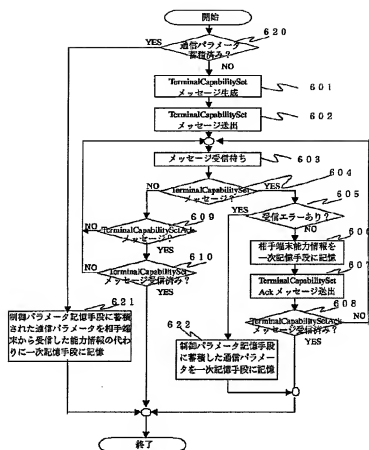 開始
620
YES
通信パラメータ
蓄積済み?
NO
TerminalCapabilitySet
メッセージ生成
601
TerminalCapabilitySet
メッセージ送出
602
メッセージ受信待ち
603
604
NO
TerminalCapabilitySet
メッセージ?
YES
605
609
受信エラーあり?
NO
TerminalCapabilitySetAck
メッセージ?
YES
NO
606
相手端末能力情報を
一次記憶手段に記憶
YES
610
607
NO
TerminalCapabilitySet
メッセージ受信済み?
TerminalCapabilitySet
Ackメッセージ送出
621
YES
608
制御パラメータ記憶手段に蓄積
された通信パラメータを相手端
末から受信した能力情報の代わ
りに一次記憶手段に記憶
622
TerminalCapabilitySetAck
メッセージ受信済み?
NO
YES
制御パラメータ記憶手段
に蓄積した通信パラメー
タを一次記憶手段に記憶
終了